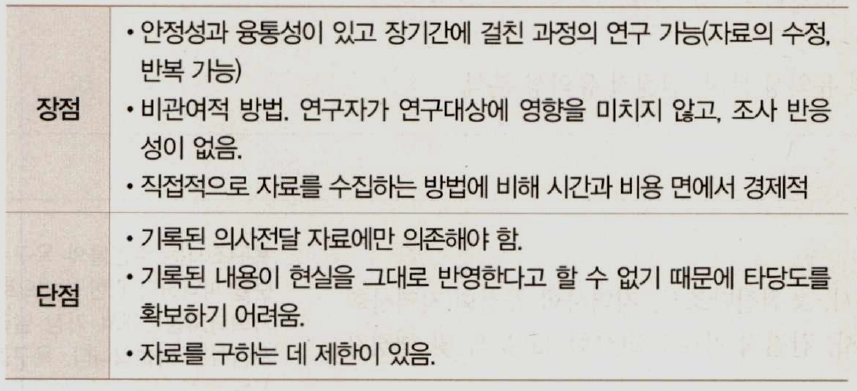 장점
• 안정성과 융통성이 있고 장기간에 걸친 과정의 연구 가능(자료의 수정,
반복 가능)
• 비관여적 방법. 연구자가 연구대상에 영향을 미치지 않고, 조사 반응
성이 없음.
• 직접적으로 자료를 수집하는 방법에 비해 시간과 비용 면에서 경제적
단점
• 기록된 의사전달 자료에만 의존해야 함.
• 기록된 내용이 현실을 그대로 반영한다고 할 수 없기 때문에 타당도를
확보하기 어려움.
• 자료를 구하는 데 제한이 있음.